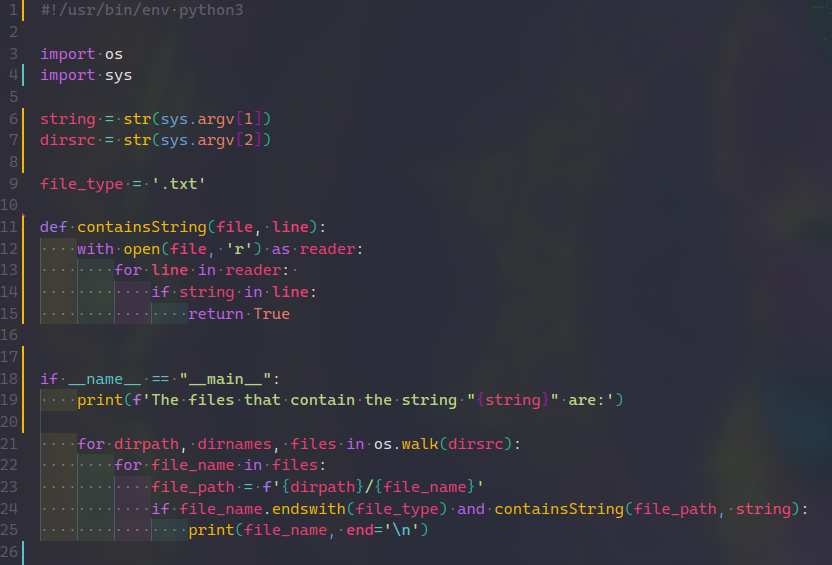 1 #!/usr/bin/env python3
2
3 import os
4 import sys
5
6 string = str(sys.argv[1])
7 dirsrc = str(sys.argv[2])
8
9 file_type = '.txt'
10
11 def containsString(file, line):
12     with open(file, 'r') as reader:
13         for line in reader:
14             if string in line:
15                 return True
16
17
18 if __name__ == "__main__":
19     print(f'The files that contain the string "{string}" are:')
20
21     for dirpath, dirnames, files in os.walk(dirsrc):
22         for file_name in files:
23             file_path = f'{dirpath}/{file_name}'
24             if file_name.endswith(file_type) and containsString(file_path, string):
25                 print(file_name, end='\n')
26